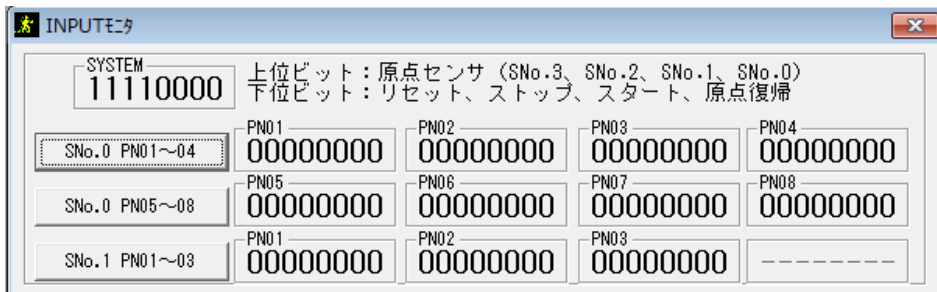 INPUTﾓﾆﾀ
SYSTEM
11110000
上位ビット：原点センサ（SNo.3、SNo.2、SNo.1、SNo.0）
下位ビット：リセット、ストップ、スタート、原点復帰
SNo.0 PN01～04
PN01
00000000
PN02
00000000
PN03
00000000
PN04
00000000
SNo.0 PN05～08
PN05
00000000
PN06
00000000
PN07
00000000
PN08
00000000
SNo.1 PN01～03
PN01
00000000
PN02
00000000
PN03
00000000
--------